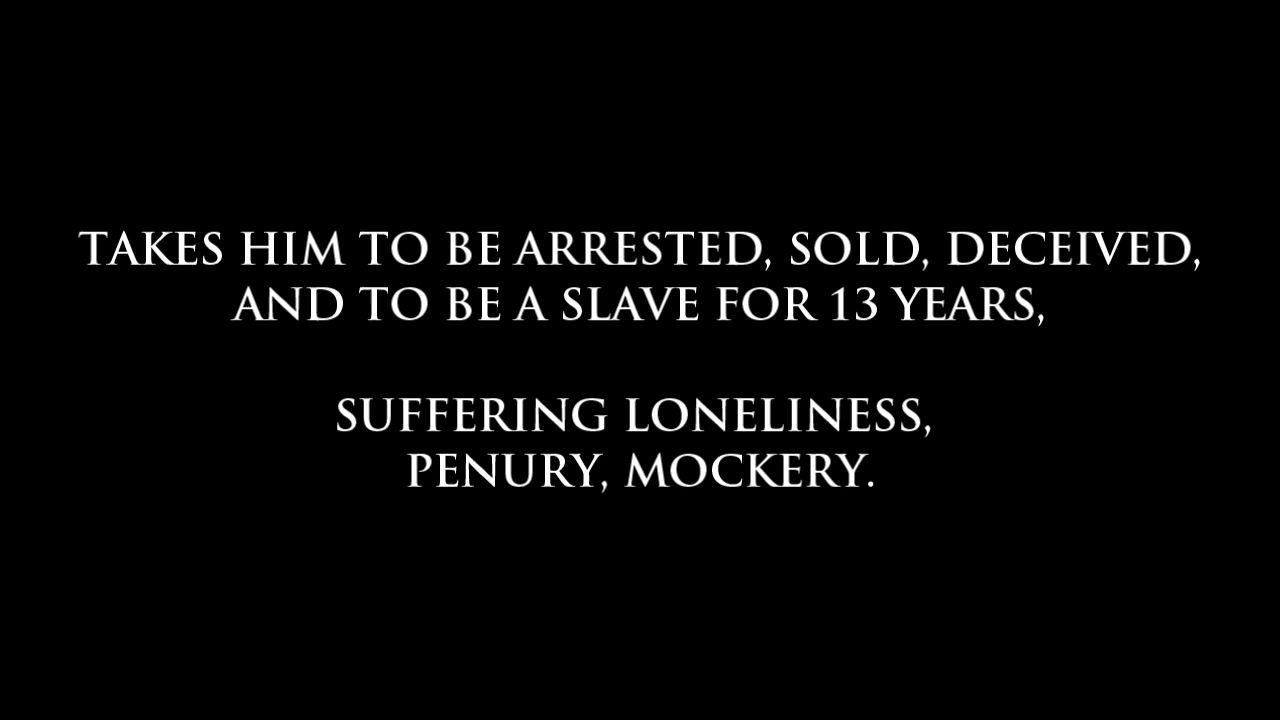 TAKES HIM TO BE ARRESTED, SOLD, DECEIVED,
AND TO BE A SLAVE FOR 13 YEARS,
SUFFERING LONELINESS,
PENURY, MOCKERY.